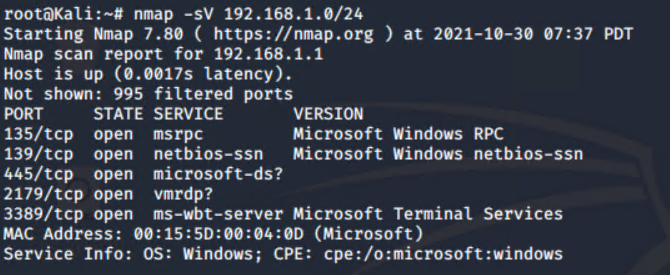 root@Kali:~# nmap -sV 192.168.1.0/24
Starting Nmap 7.80 ( https://nmap.org ) at 2021-10-30 07:37 PDT
Nmap scan report for 192.168.1.1
Host is up (0.0017s latency).
Not shown: 995 filtered ports
PORT     STATE SERVICE       VERSION
135/tcp  open  msrpc         Microsoft Windows RPC
139/tcp  open  netbios-ssn   Microsoft Windows netbios-ssn
445/tcp  open  microsoft-ds?
2179/tcp open  vmrdp?
3389/tcp open  ms-wbt-server Microsoft Terminal Services
MAC Address: 00:15:5D:00:04:0D (Microsoft)
Service Info: OS: Windows; CPE: cpe:/o:microsoft:windows